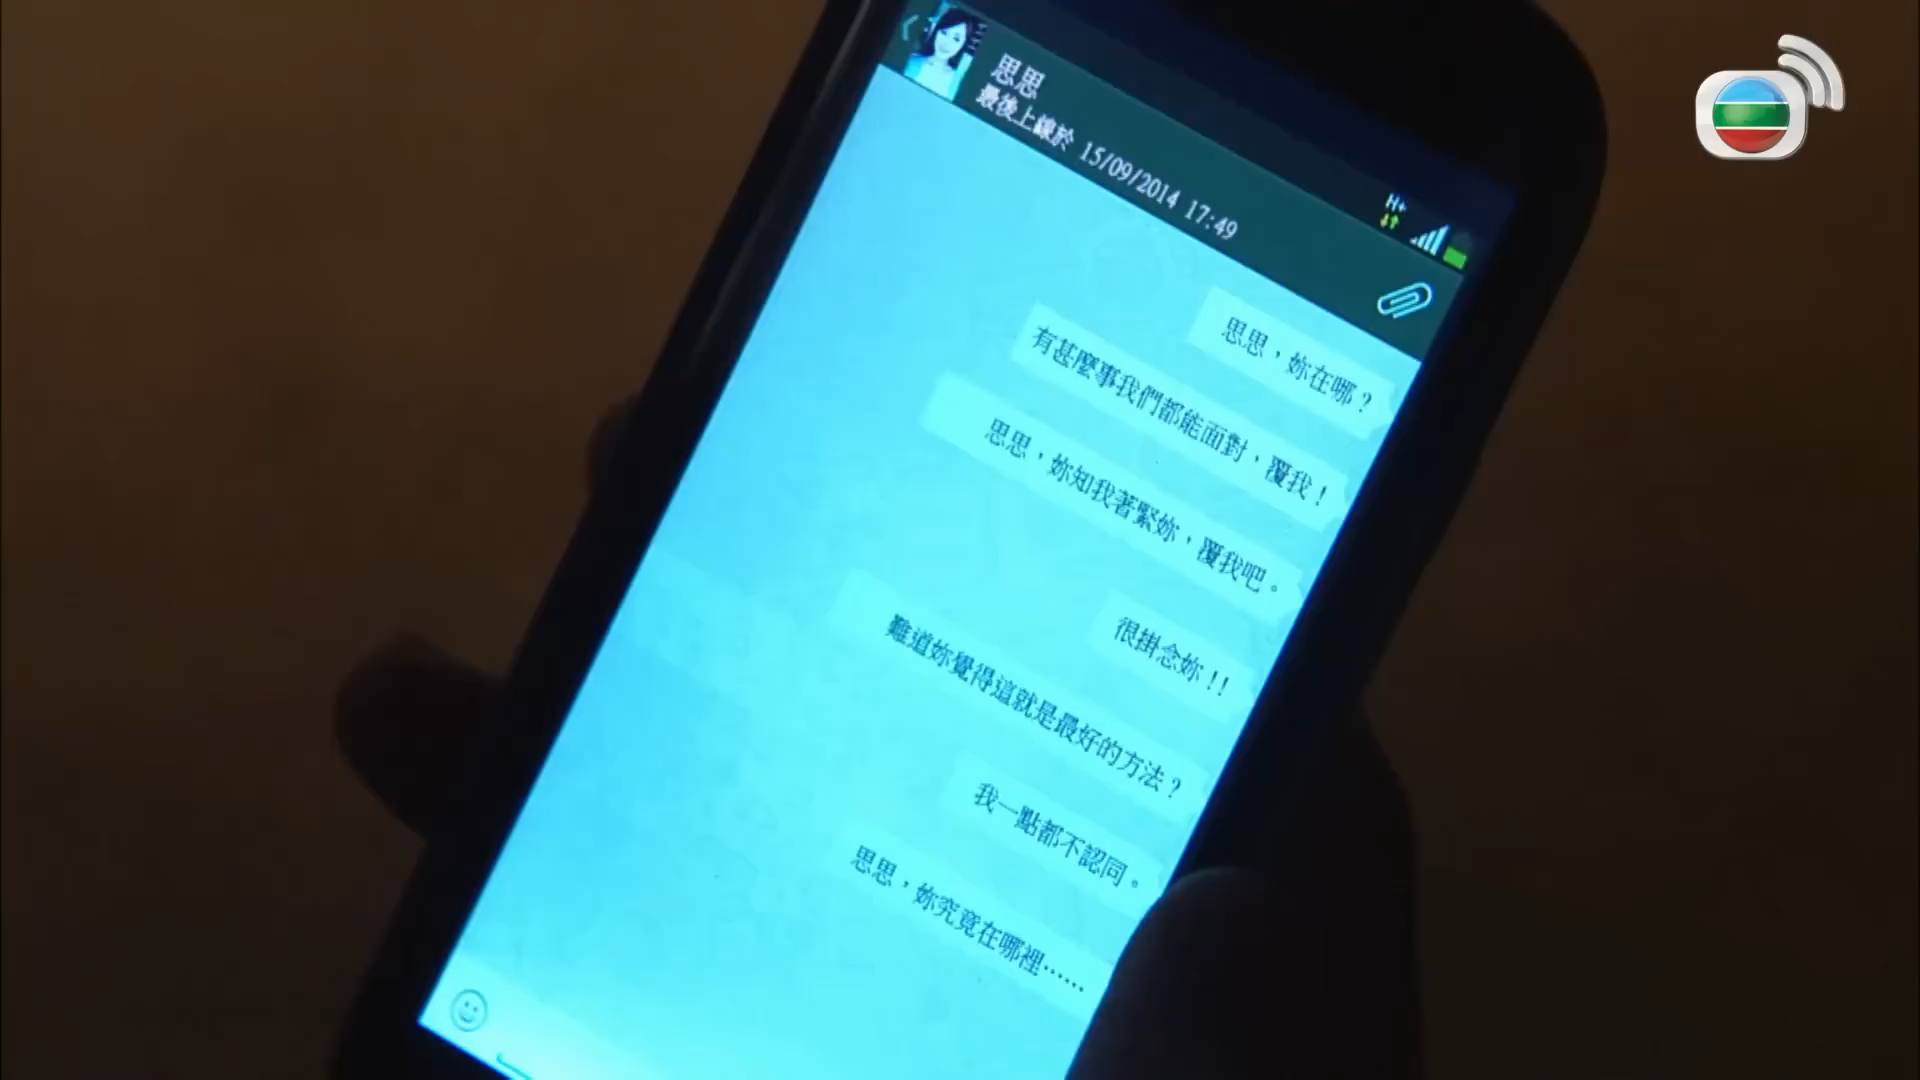 思思
最後上線於 15/09/2014 17:49
H+
思思，妳在哪？
有甚麼事我們都能面對，覆我！
思思，妳知我著緊妳，覆我吧。
很掛念妳！！
難道妳覺得這就是最好的方法？
我一點都不認同。
思思，妳究竟在哪裡……